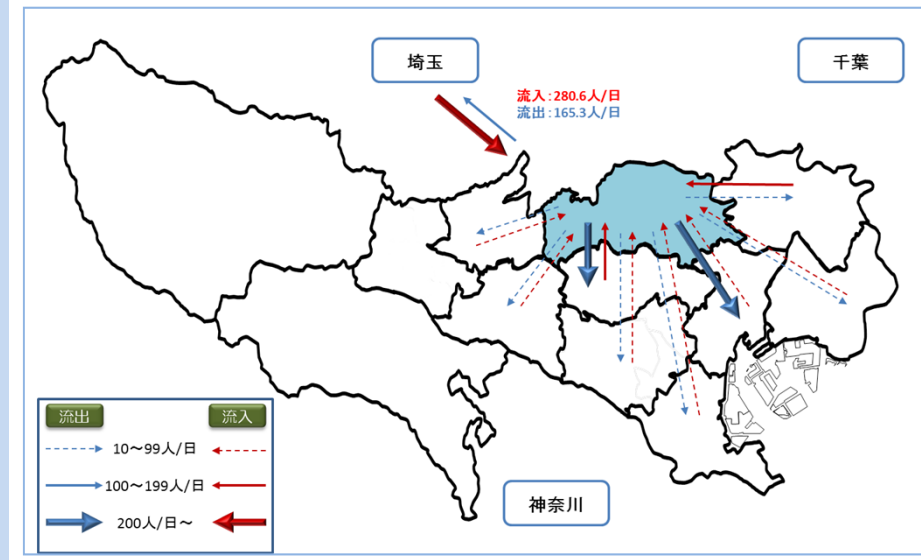 埼玉
千葉
流入:280.6人/日
流出:165.3人/日
流出 流入
10～99人/日
100～199人/日
200人/日～
神奈川